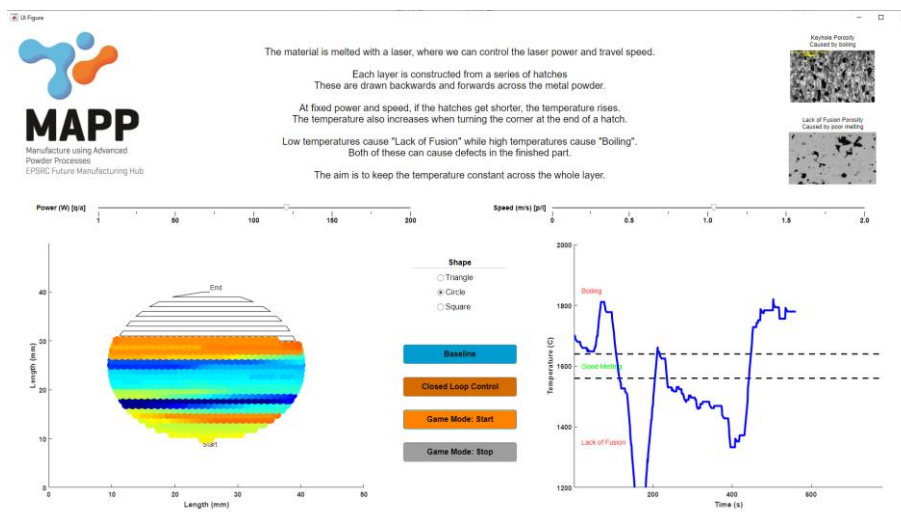 UI Figure
MAPP
Manufacture using Advanced
Powder Processes
EPSRC Future Manufacturing Hub
The material is melted with a laser, where we can control the laser power and travel speed.
Each layer is constructed from a series of hatches
These are drawn backwards and forwards across the metal powder.
At fixed power and speed, if the hatches get shorter, the temperature rises.
The temperature also increases when turning the corner at the end of a hatch.
Low temperatures cause "Lack of Fusion" while high temperatures cause "Boiling".
Both of these can cause defects in the finished part.
The aim is to keep the temperature constant across the whole layer.
Keyhole Porosity
Caused by boiling
Lack of Fusion Porosity
Caused by poor melting
Power (W) [q/a]
1 50 100 150 200
Speed (m/s) [p/l]
0 0.5 1.0 1.5 2.0
Length (mm)
40
30
20
10
0
End
Start
0 10 20 30 40 50
Length (mm)
Shape
Triangle
Circle
Square
Baseline
Closed Loop Control
Game Mode: Start
Game Mode: Stop
Temperature (C)
2000
1800
1600
1400
1200
Boiling
Good Melting
Lack of Fusion
200 400 600
Time (s)